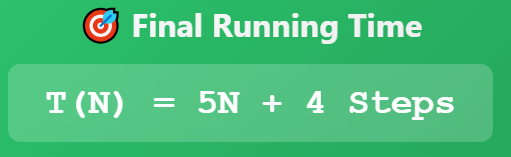 🎯 Final Running Time
T(N) = 5N + 4 Steps